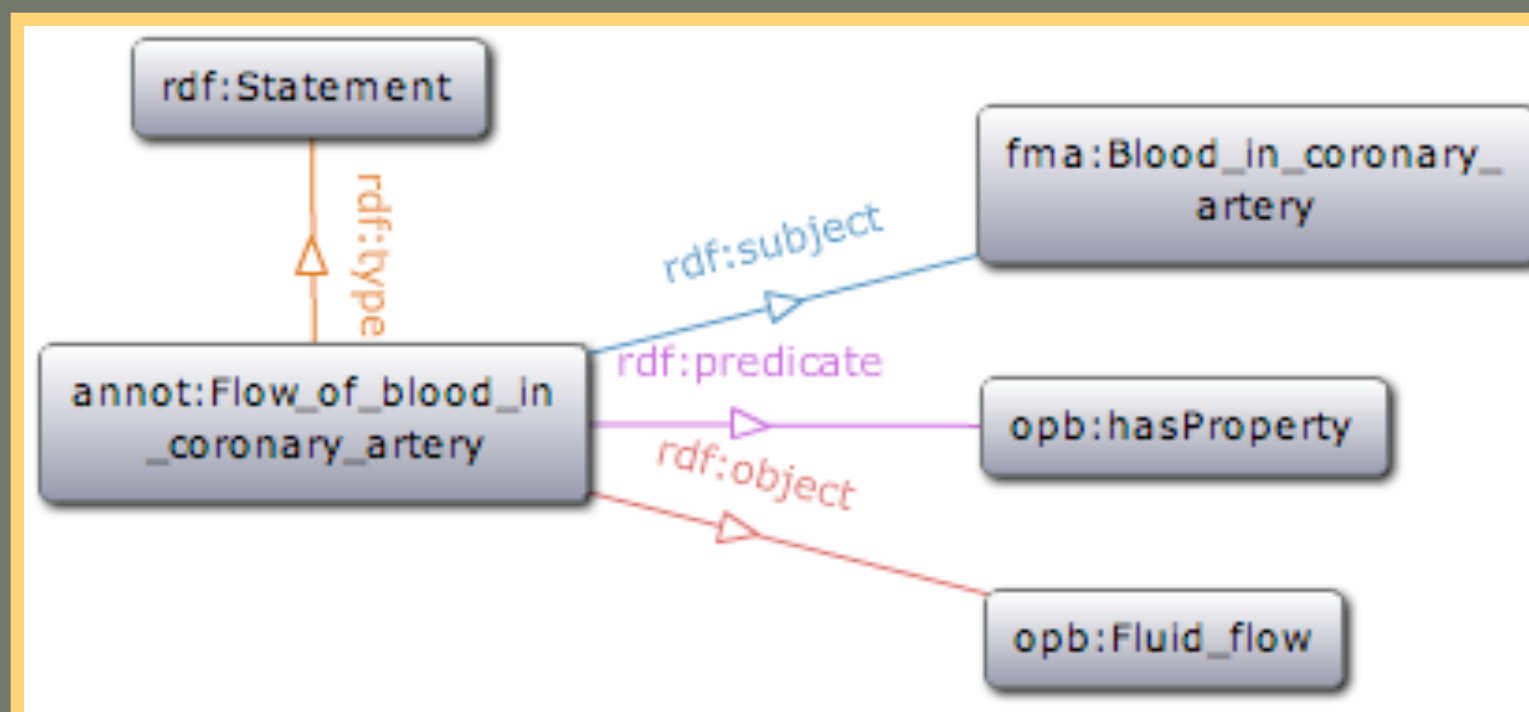 rdf:Statement
fma:Blood_in_coronary_
artery
rdf:type
rdf:subject
rdf:predicate
annot:Flow_of_blood_in
_coronary_artery
opb:hasProperty
rdf:object
opb:Fluid_flow